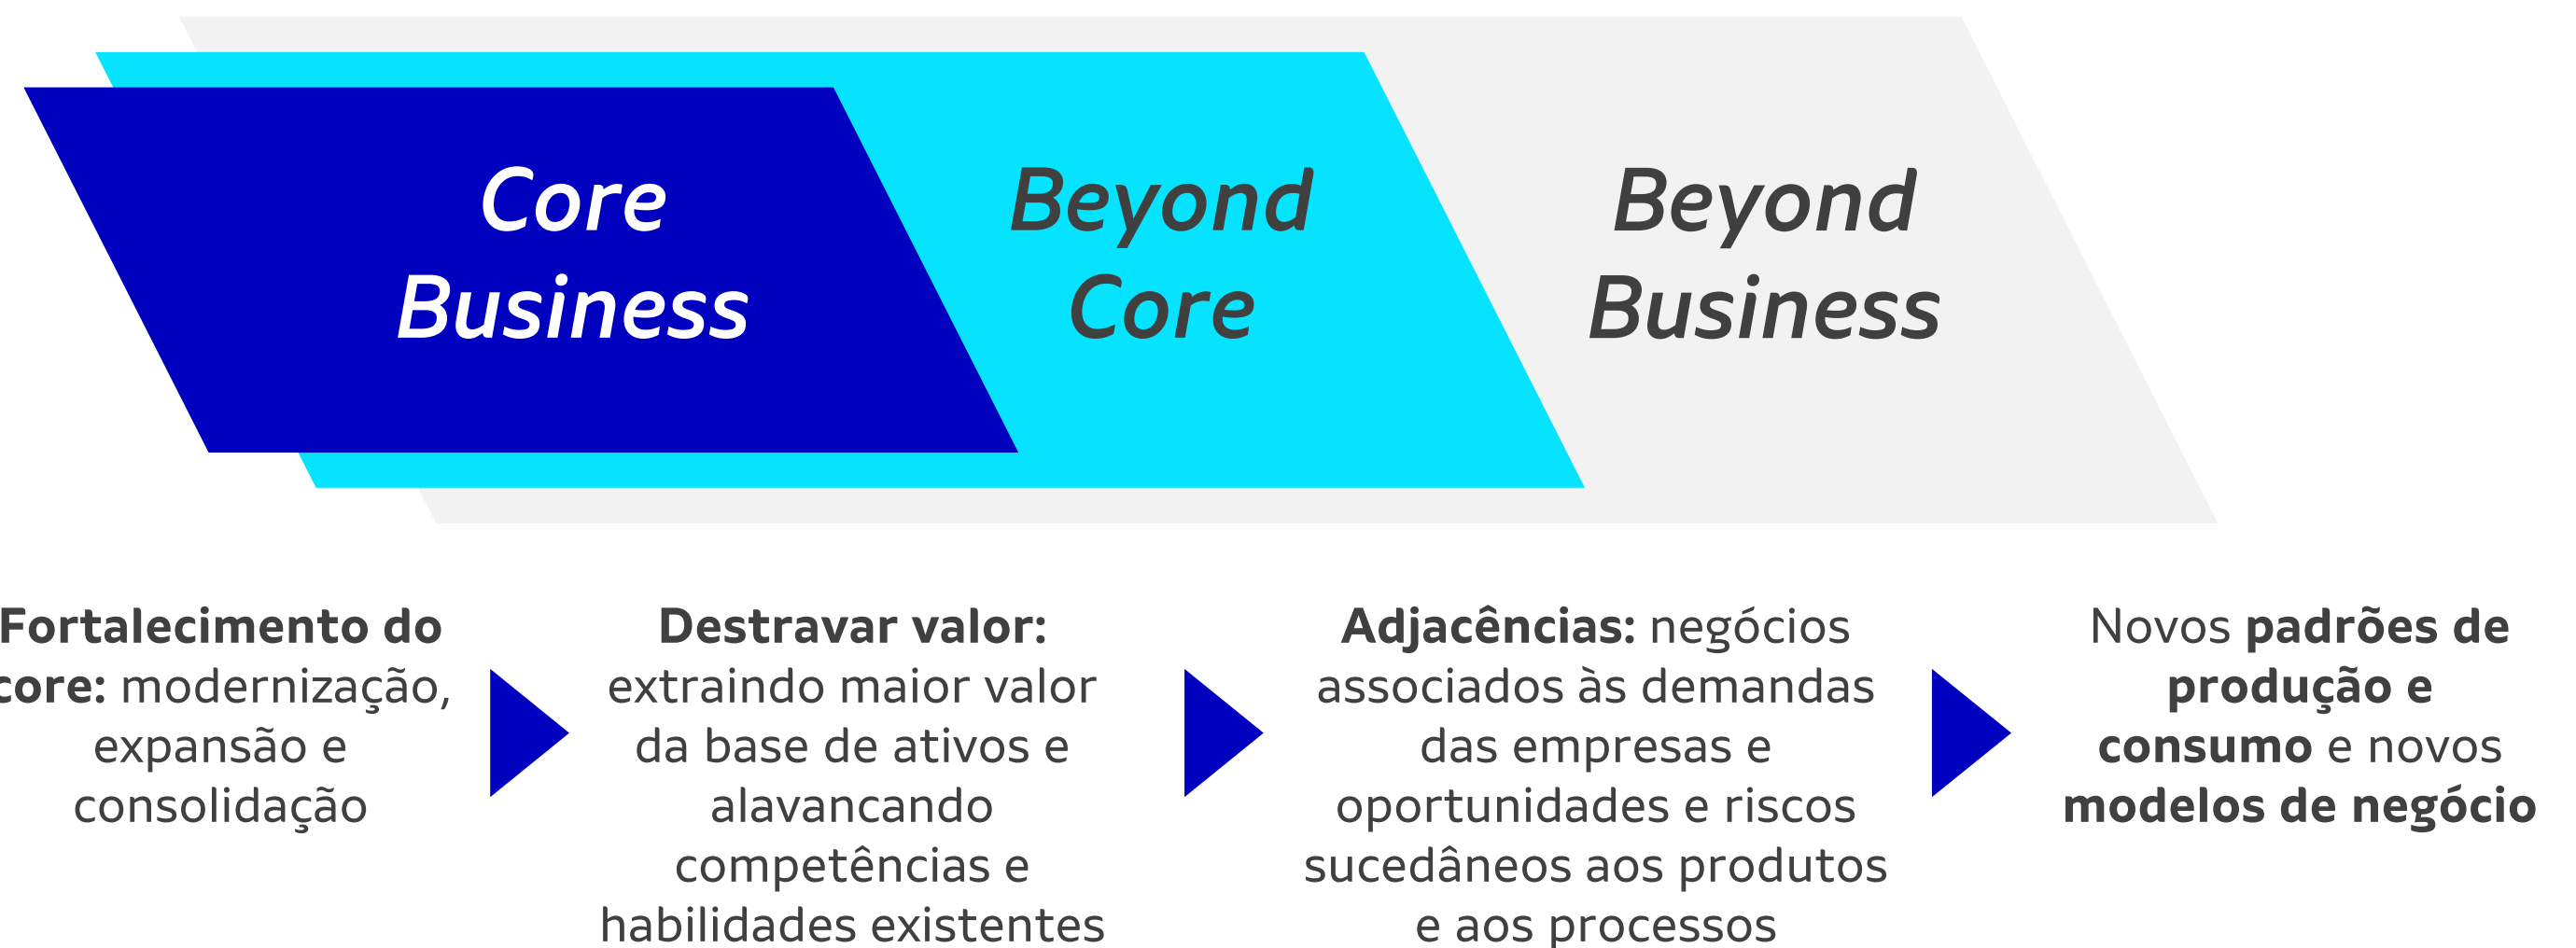 Core
Business
Beyond
Core
Beyond
Business
Fortalecimento do
core: modernização,
expansão e
consolidação
Destravar valor:
extraindo maior valor
da base de ativos e
alavancando
competências e
habilidades existentes
Adjacências: negócios
associados às demandas
das empresas e
oportunidades e riscos
sucedâneos aos produtos
e aos processos
Novos padrões de
produção e
consumo e novos
modelos de negócio